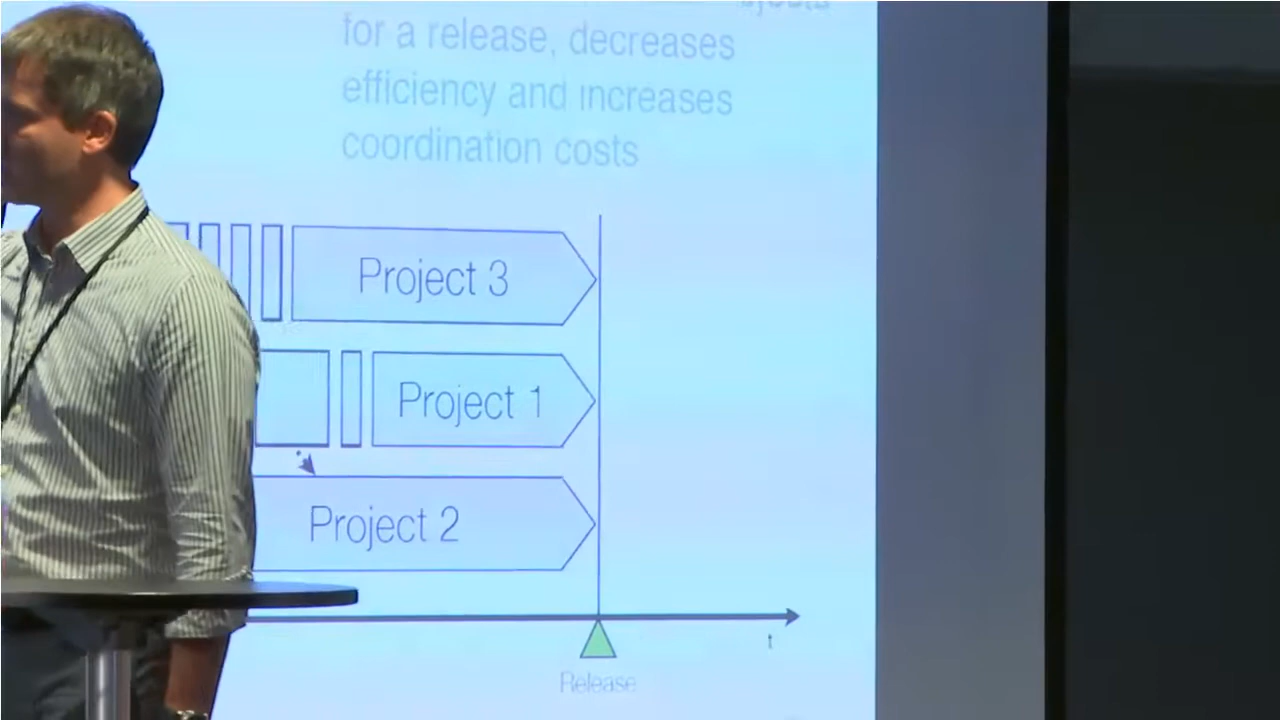 for a release, decreases
efficiency and increases
coordination costs
Project 3
Project 1
Project 2
t
Release